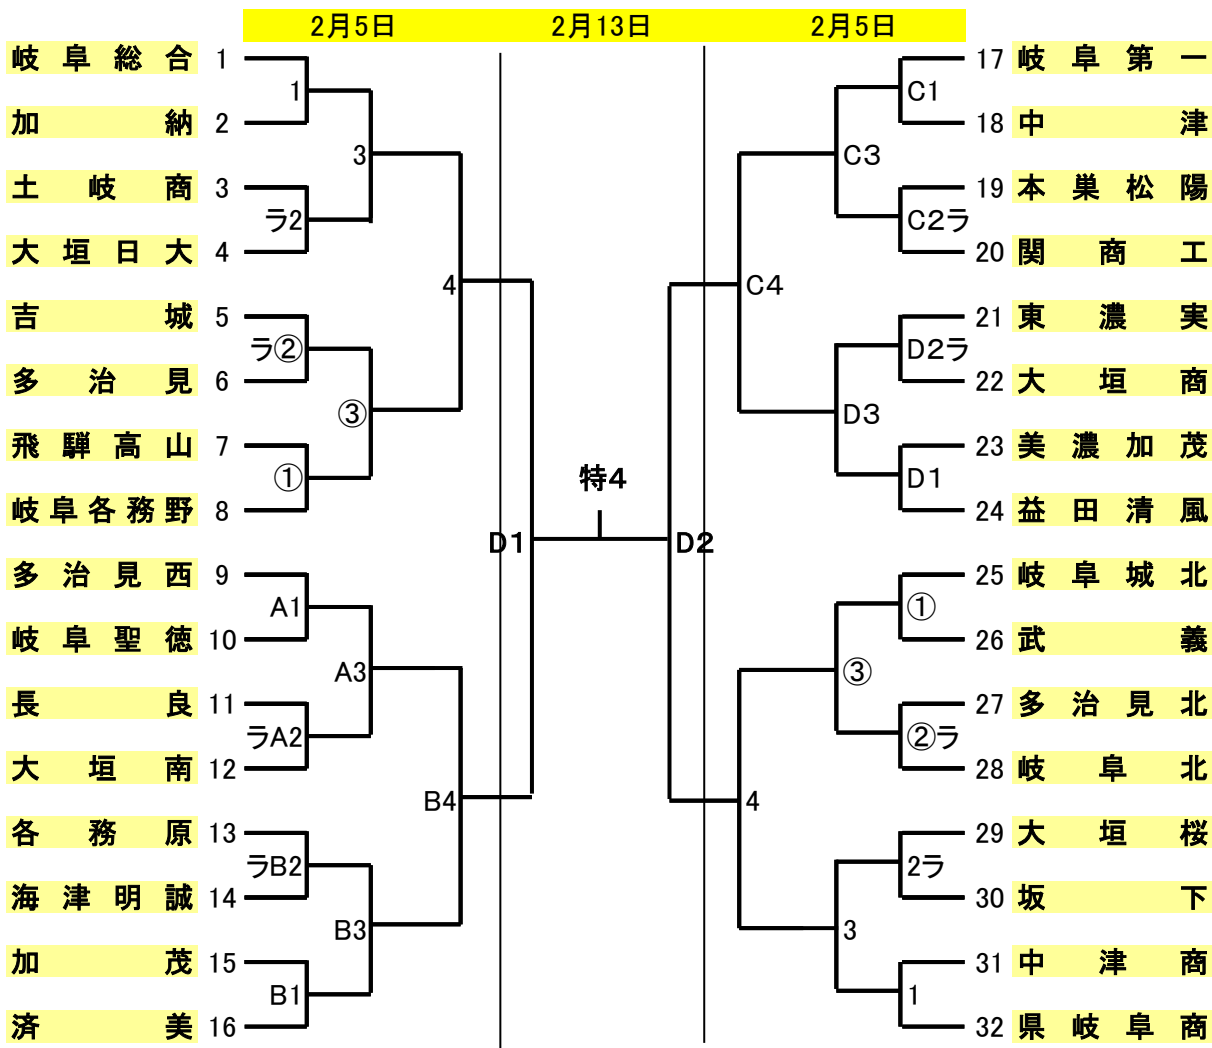 2月5日 2月13日 2月5日
岐阜総合 1
1
加納 2
3
土岐商 3
ラ2
大垣日大 4
4
吉城 5
ラ②
多治見 6
③
飛騨高山 7
①
岐阜各務野 8
D1
多治見西 9
A1
岐阜聖徳 10
A3
長良 11
ラA2
大垣南 12
B4
各務原 13
ラB2
海津明誠 14
B3
加茂 15
B1
済美 16
特4
17 岐阜第一
C1
18 中津
C3
19 本巣松陽
C2ラ
20 関商工
C4
21 東濃実
D2ラ
22 大垣商
D3
23 美濃加茂
D1
24 益田清風
D2
25 岐阜城北
①
26 武義
③
27 多治見北
②ラ
28 岐阜北
4
29 大垣桜
2ラ
30 坂下
3
31 中津商
1
32 県岐阜商